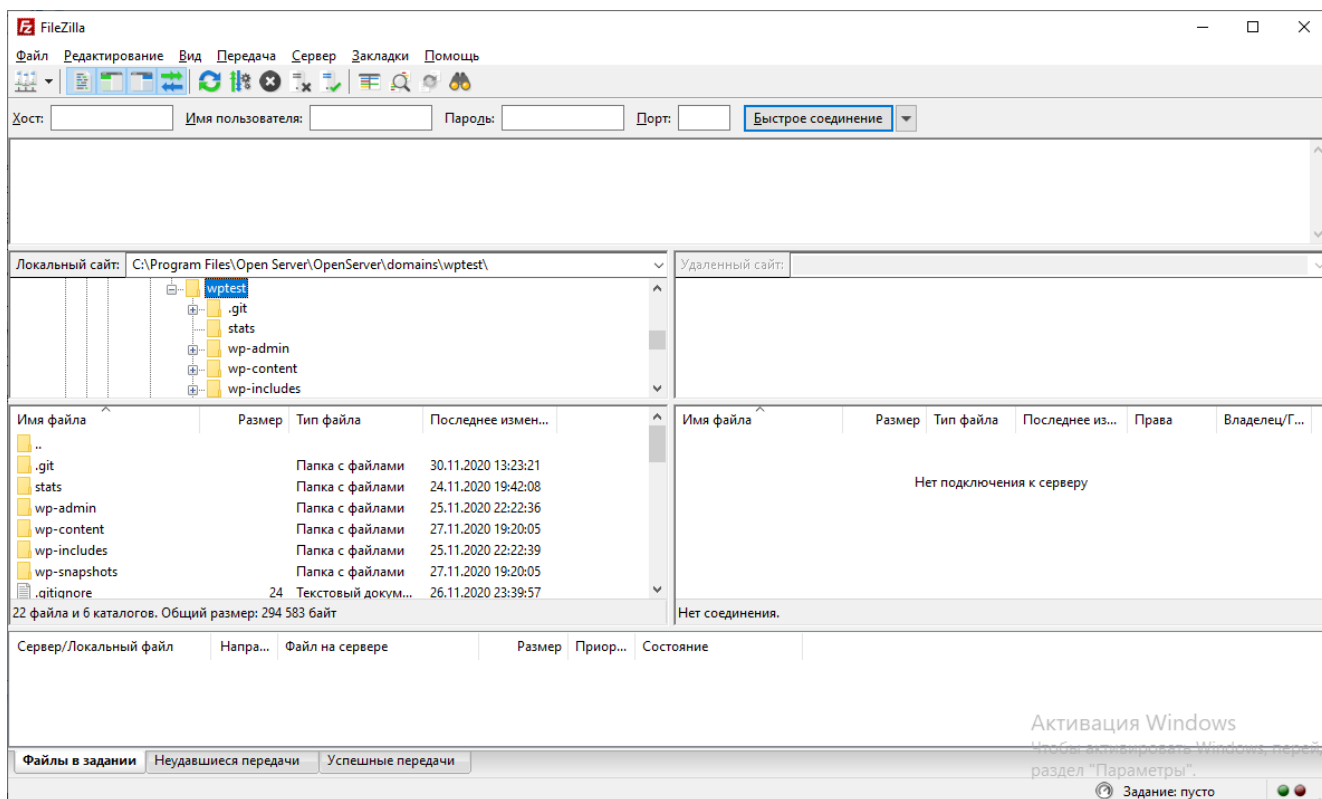 FileZilla
Файл Редактирование Вид Передача Сервер Закладки Помощь
Хост: Имя пользователя: Пароль: Порт: Быстрое соединение
Локальный сайт: C:\Program Files\Open Server\OpenServer\domains\wptest\ Удаленный сайт:
wptest
.git
stats
wp-admin
wp-content
wp-includes
Имя файла Размер Тип файла Последнее измен...
..
.git Папка с файлами 30.11.2020 13:23:21
stats Папка с файлами 24.11.2020 19:42:08
wp-admin Папка с файлами 25.11.2020 22:22:36
wp-content Папка с файлами 27.11.2020 19:20:05
wp-includes Папка с файлами 25.11.2020 22:22:39
wp-snapshots Папка с файлами 27.11.2020 19:20:05
.gitignore 24 Текстовый докум... 26.11.2020 23:39:57
22 файла и 6 каталогов. Общий размер: 294 583 байт
Имя файла Размер Тип файла Последнее из... Права Владелец/Г...
Нет подключения к серверу
Нет соединения.
Сервер/Локальный файл Напра... Файл на сервере Размер Приор... Состояние
Активация Windows
Чтобы активировать Windows, перей
раздел "Параметры".
Файлы в задании Неудавшиеся передачи Успешные передачи
Задание: пусто